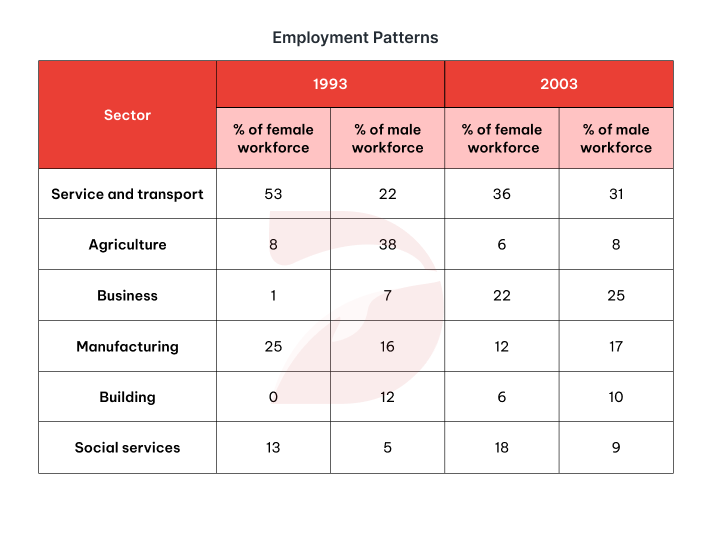 Employment Patterns
Sector
1993
2003
% of female
workforce
% of male
workforce
% of female
workforce
% of male
workforce
Service and transport 53 22 36 31
Agriculture 8 38 6 8
Business 1 7 22 25
Manufacturing 25 16 12 17
Building 0 12 6 10
Social services 13 5 18 9